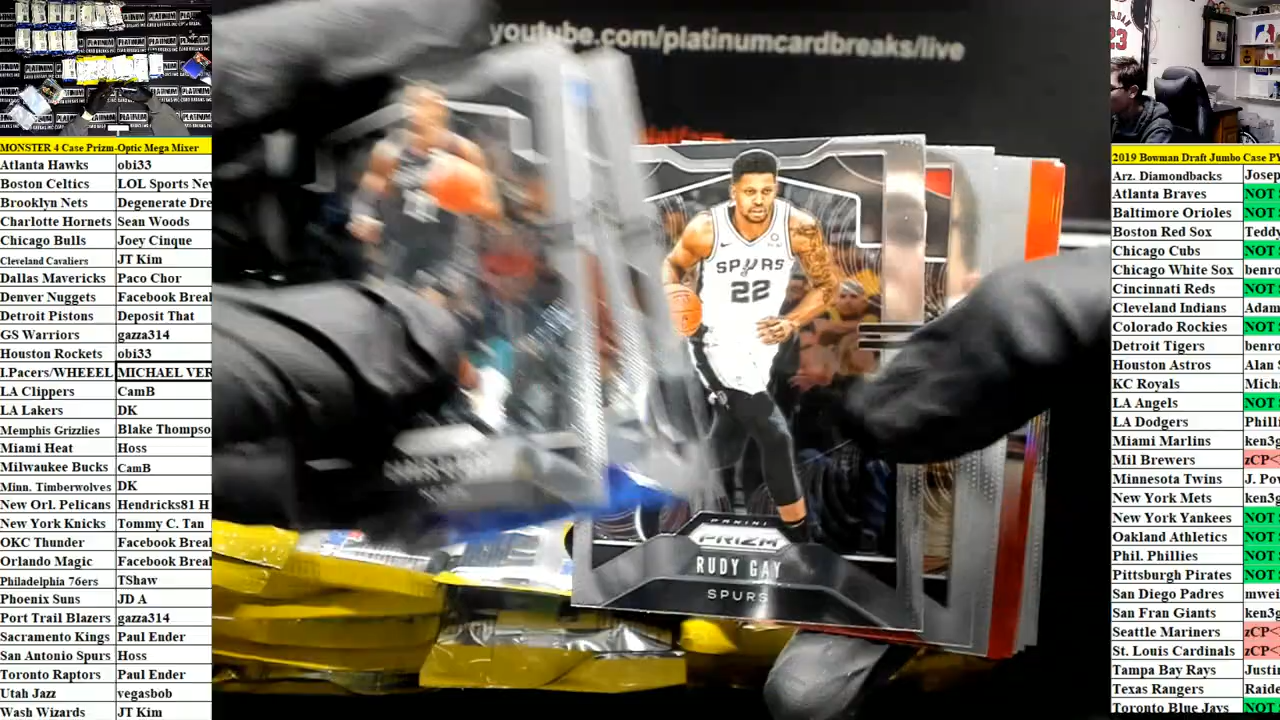 youtube.com/platinumcardbreaks/live
MONSTER 4 Case Prizm-Optic Mega Mixer
Atlanta Hawks obi33
Boston Celtics LOL Sports Nev
Brooklyn Nets Degenerate Dre
Charlotte Hornets Sean Woods
Chicago Bulls Joey Cinque
Cleveland Cavaliers JT Kim
Dallas Mavericks Paco Chor
Denver Nuggets Facebook Breal
Detroit Pistons Deposit That
GS Warriors gazza314
Houston Rockets obi33
I.Pacers/WHEEEL MICHAEL VER
LA Clippers CamB
LA Lakers DK
Memphis Grizzlies Blake Thompso
Miami Heat Hoss
Milwaukee Bucks CamB
Minn. Timberwolves DK
New Orl. Pelicans Hendricks81 H
New York Knicks Tommy C. Tan
OKC Thunder Facebook Breal
Orlando Magic Facebook Breal
Philadelphia 76ers TShaw
Phoenix Suns JD A
Port Trail Blazers gazza314
Sacramento Kings Paul Ender
San Antonio Spurs Hoss
Toronto Raptors Paul Ender
Utah Jazz vegasbob
Wash Wizards JT Kim
SPURS
22
PANINI
PRIZM
RUDY GAY
SPURS
23
2019 Bowman Draft Jumbo Case PY
Arz. Diamondbacks Josep
Atlanta Braves NOT
Baltimore Orioles NOT
Boston Red Sox Teddy
Chicago Cubs NOT
Chicago White Sox benro
Cincinnati Reds NOT
Cleveland Indians Adam
Colorado Rockies NOT
Detroit Tigers benro
Houston Astros Alan S
KC Royals Mich
LA Angels NOT
LA Dodgers Philli
Miami Marlins ken3g
Mil Brewers zCP<
Minnesota Twins J. Pov
New York Mets ken3g
New York Yankees NOT
Oakland Athletics NOT
Phil. Phillies NOT
Pittsburgh Pirates NOT
San Diego Padres mwei
San Fran Giants ken3g
Seattle Mariners zCP<
St. Louis Cardinals zCP<
Tampa Bay Rays Justin
Texas Rangers Raide
Toronto Blue Jays NOT